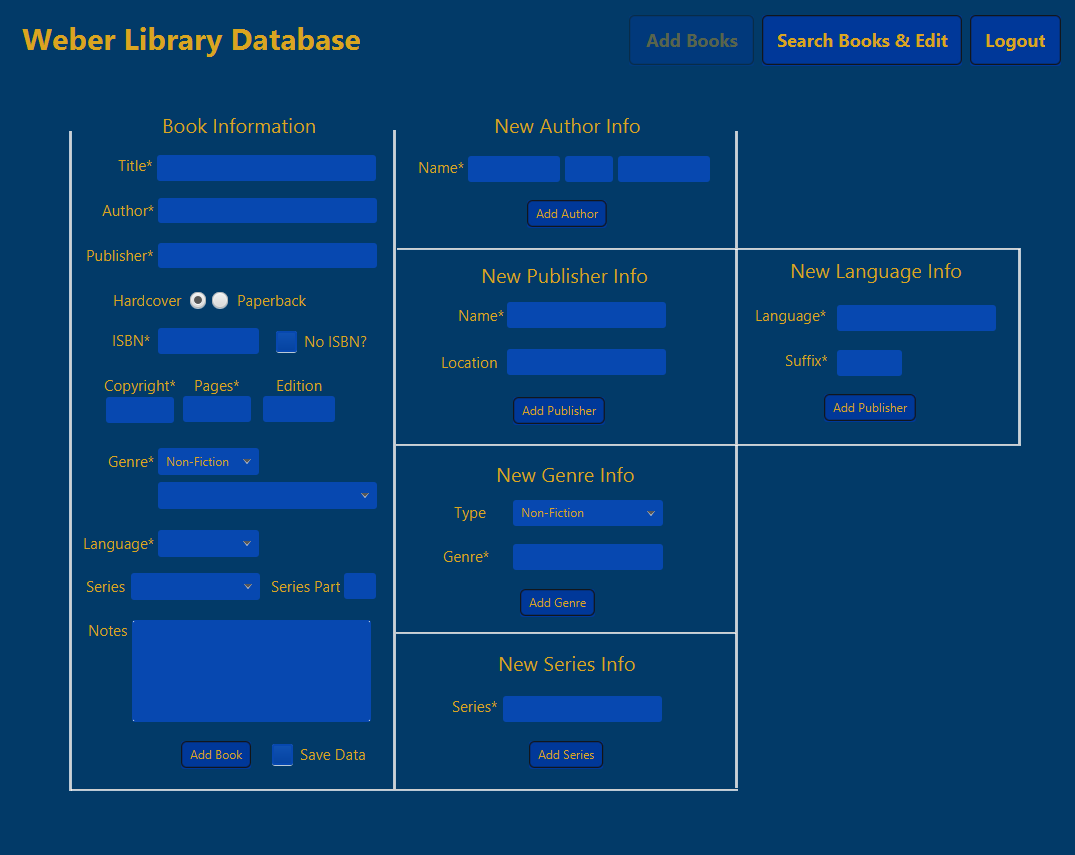 Weber Library Database
Add Books
Search Books & Edit
Logout
Book Information
Title*
Author*
Publisher*
Hardcover Paperback
ISBN* No ISBN?
Copyright* Pages* Edition
Genre* Non-Fiction
Language*
Series Series Part
Notes
Add Book Save Data
New Author Info
Name*
Add Author
New Publisher Info
Name*
Location
Add Publisher
New Language Info
Language*
Suffix*
Add Publisher
New Genre Info
Type Non-Fiction
Genre*
Add Genre
New Series Info
Series*
Add Series